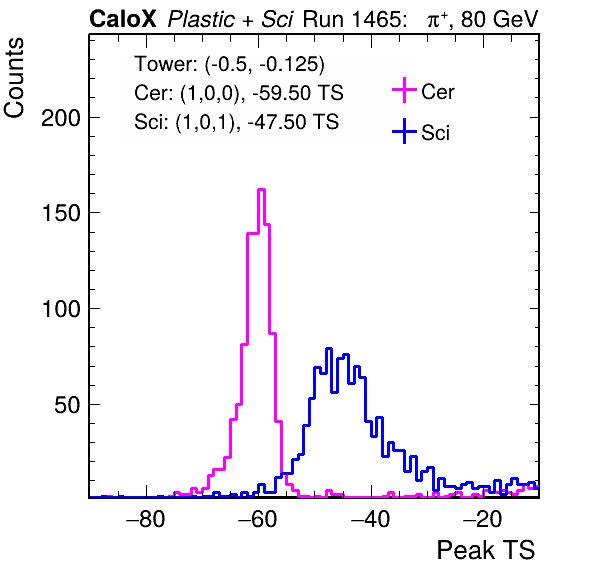 CaloX Plastic + Sci Run 1465: π⁺, 80 GeV
Counts
Tower: (-0.5, -0.125)
Cer: (1,0,0), -59.50 TS
Sci: (1,0,1), -47.50 TS
Cer
Sci
200
150
100
50
−80 −60 −40 −20
Peak TS